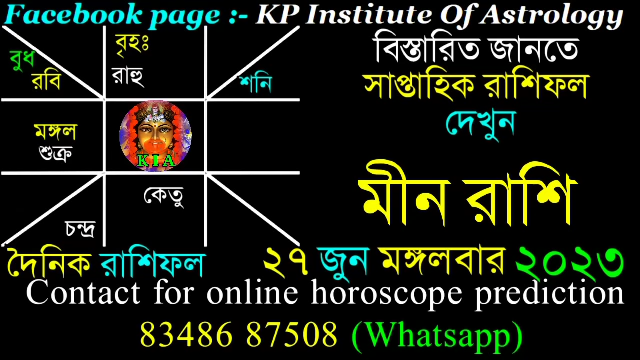 Facebook page :- KP Institute Of Astrology
বৃহঃ
রাহু
বুধ
রবি
শনি
মঙ্গল
শুক্র
KIA
কেতু
চন্দ্র
বিস্তারিত জানতে
সাপ্তাহিক রাশিফল
দেখুন
মীন রাশি
দৈনিক রাশিফল ২৭ জুন মঙ্গলবার ২০২৩
Contact for online horoscope prediction
83486 87508 (Whatsapp)